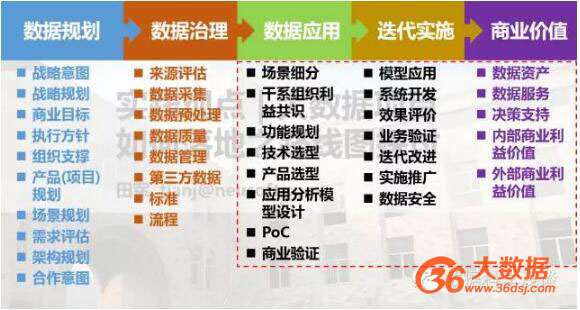 数据规划
数据治理
数据应用
迭代实施
商业价值
战略意图
战略规划
商业目标
执行方针
组织支撑
产品(项目)
规划
场景规划
需求评估
架构规划
合作意图
来源评估
数据采集
数据预处理
数据质量
数据管理
第三方数据
标准
流程
场景细分
干系组织利
益共识
功能规划
技术选型
产品选型
应用分析模
型设计
PoC
商业验证
模型应用
系统开发
效果评价
业务验证
迭代改进
实施推广
数据安全
数据资产
数据服务
决策支持
内部商业利
益价值
外部商业利
益价值
36大数据
www.36dsj.com